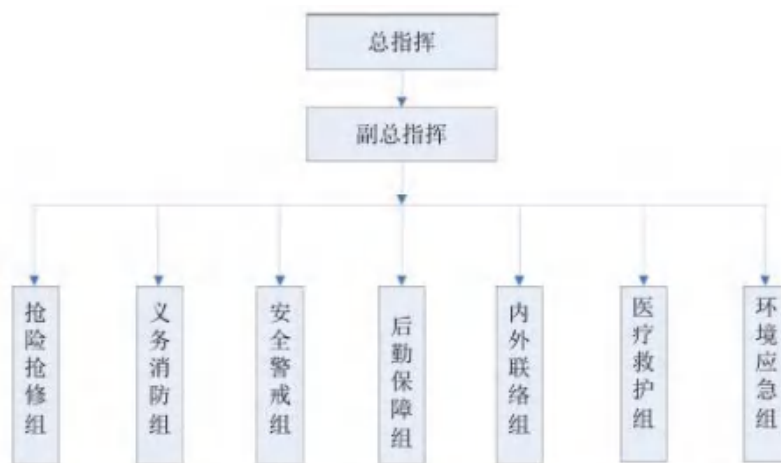 总指挥
副总指挥
抢险抢修组
义务消防组
安全警戒组
后勤保障组
内外联络组
医疗救护组
环境应急组